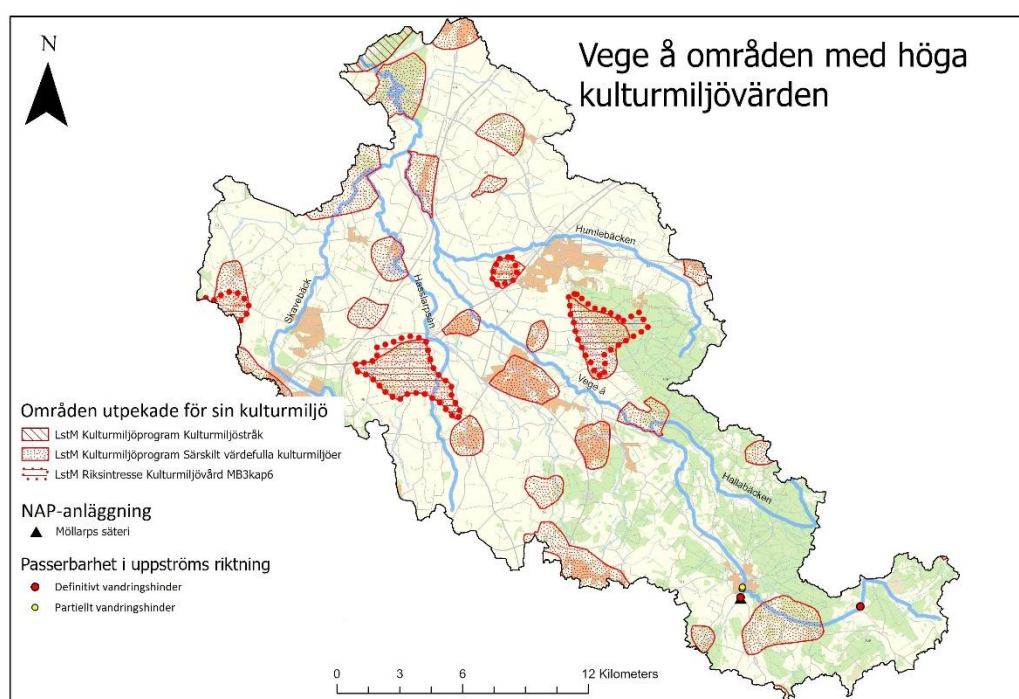 N
Vege å områden med höga
kulturmiljövärden
Humlebäcken
Skavebäck
Hasslarpsån
Vege å
Hallabäcken
Områden utpekade för sin kulturmiljö
LstM Kulturmiljöprogram Kulturmiljöstråk
LstM Kulturmiljöprogram Särskilt värdefulla kulturmiljöer
LstM Riksintresse Kulturmiljövård MB3kap6
NAP-anläggning
Möllarps säteri
Passerbarhet i uppströms riktning
Definitivt vandringshinder
Partiellt vandringshinder
0 3 6 12 Kilometers